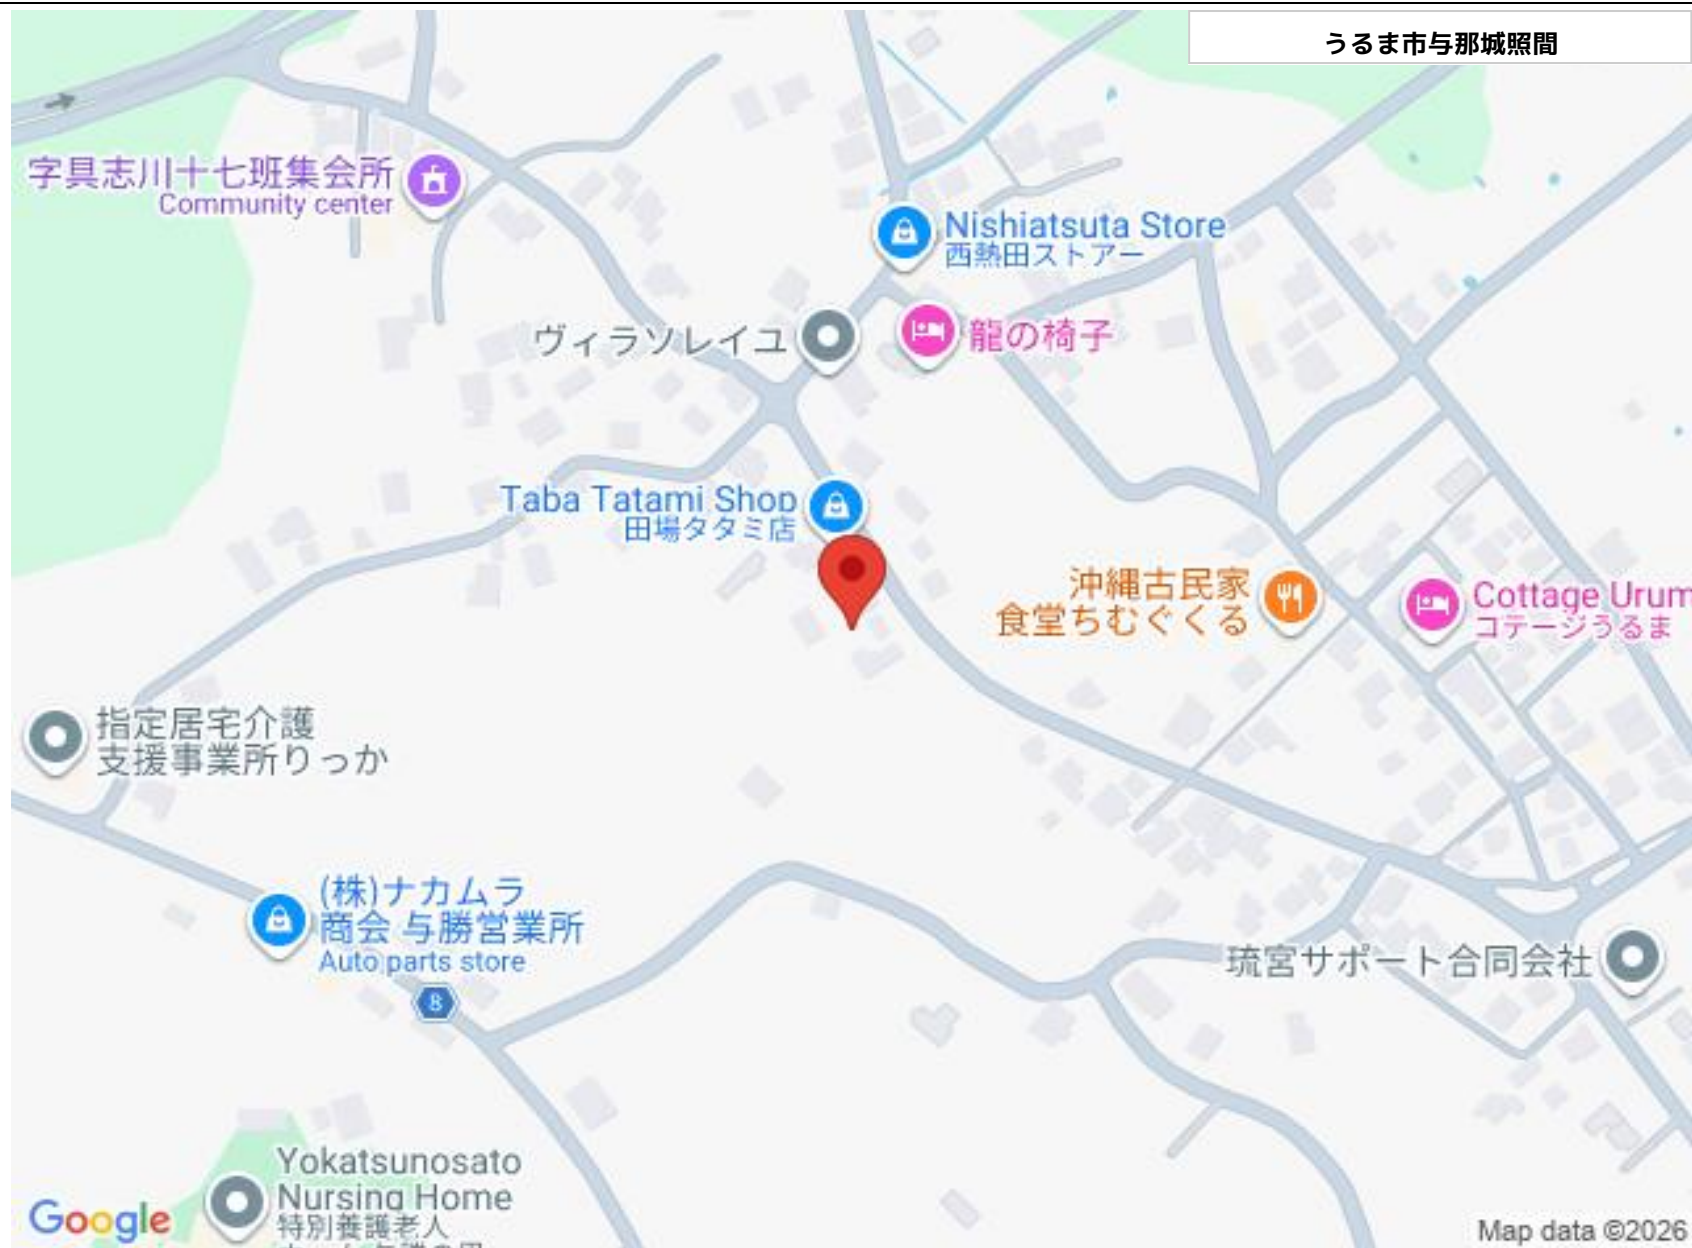 うるま市与那城照間
字具志川十七班集会所
Community center
Nishiatsuta Store
西熱田ストアー
ヴィラソレイユ
龍の椅子
Taba Tatami Shop
田場タタミ店
沖縄古民家
食堂ちむぐくる
Cottage Urum
コテージうるま
指定居宅介護
支援事業所りっか
(株)ナカムラ
商会 与勝営業所
Auto parts store
8
琉宮サポート合同会社
Yokatsunosato
Nursing Home
特別養護老人
Google
Map data ©2026